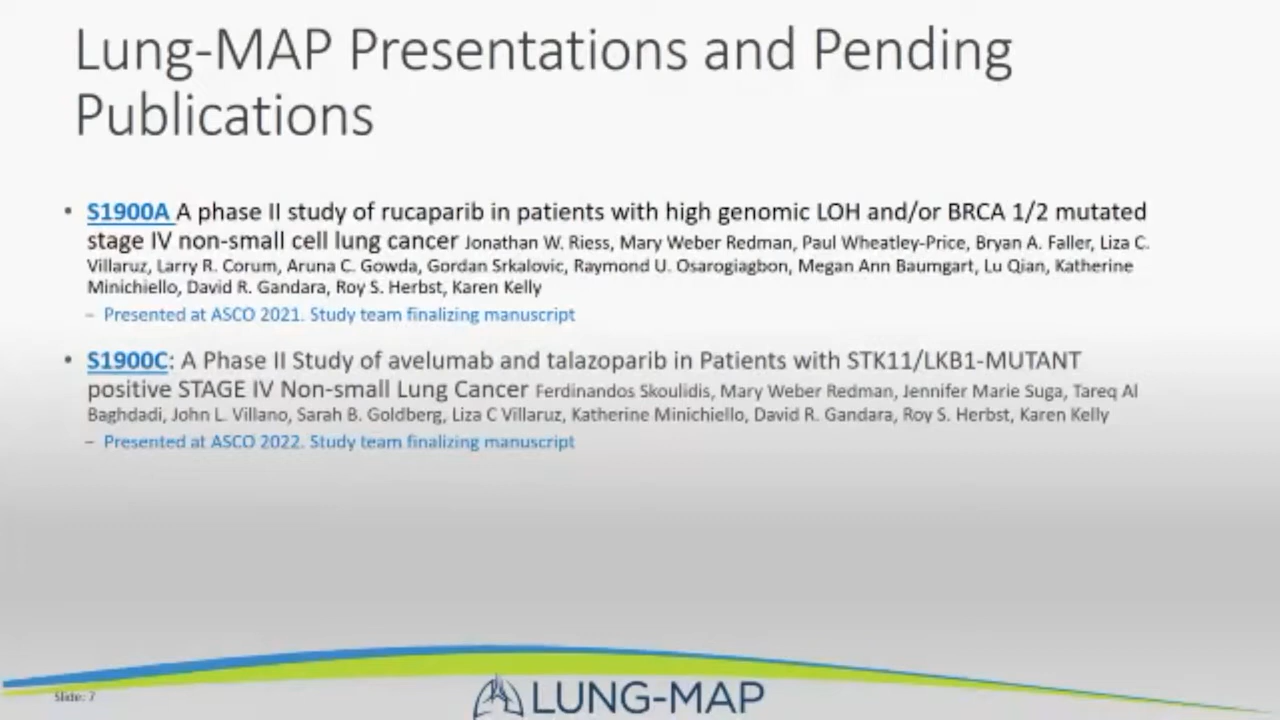 Lung-MAP Presentations and Pending
Publications
• S1900A A phase II study of rucaparib in patients with high genomic LOH and/or BRCA 1/2 mutated
stage IV non-small cell lung cancer Jonathan W. Riess, Mary Weber Redman, Paul Wheatley-Price, Bryan A. Faller, Liza C.
Villaruz, Larry R. Corum, Aruna C. Gowda, Gordan Srkalovic, Raymond U. Osarogiagbon, Megan Ann Baumgart, Lu Qian, Katherine
Minichiello, David R. Gandara, Roy S. Herbst, Karen Kelly
– Presented at ASCO 2021. Study team finalizing manuscript
• S1900C: A Phase II Study of avelumab and talazoparib in Patients with STK11/LKB1-MUTANT
positive STAGE IV Non-small Lung Cancer Ferdinandos Skoulidis, Mary Weber Redman, Jennifer Marie Suga, Tareq Al
Baghdadi, John L. Villano, Sarah B. Goldberg, Liza C Villaruz, Katherine Minichiello, David R. Gandara, Roy S. Herbst, Karen Kelly
– Presented at ASCO 2022. Study team finalizing manuscript
Slide: 7
LUNG-MAP